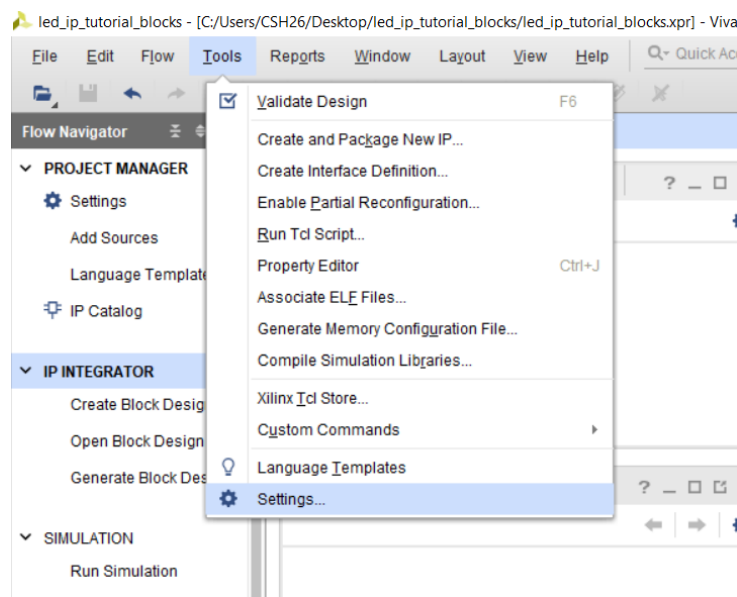 led_ip_tutorial_blocks - [C:/Users/CSH26/Desktop/led_ip_tutorial_blocks/led_ip_tutorial_blocks.xpr] - Viva
File Edit Flow Tools Reports Window Layout View Help Quick Acc
Flow Navigator
Validate Design F6
Create and Package New IP...
Create Interface Definition...
Enable Partial Reconfiguration...
Run Tcl Script...
Property Editor Ctrl+J
Associate ELF Files...
Generate Memory Configuration File...
Compile Simulation Libraries...
Xilinx Tcl Store...
Custom Commands
Language Templates
Settings...
PROJECT MANAGER
Settings
Add Sources
Language Template
IP Catalog
IP INTEGRATOR
Create Block Desig
Open Block Design
Generate Block Des
SIMULATION
Run Simulation